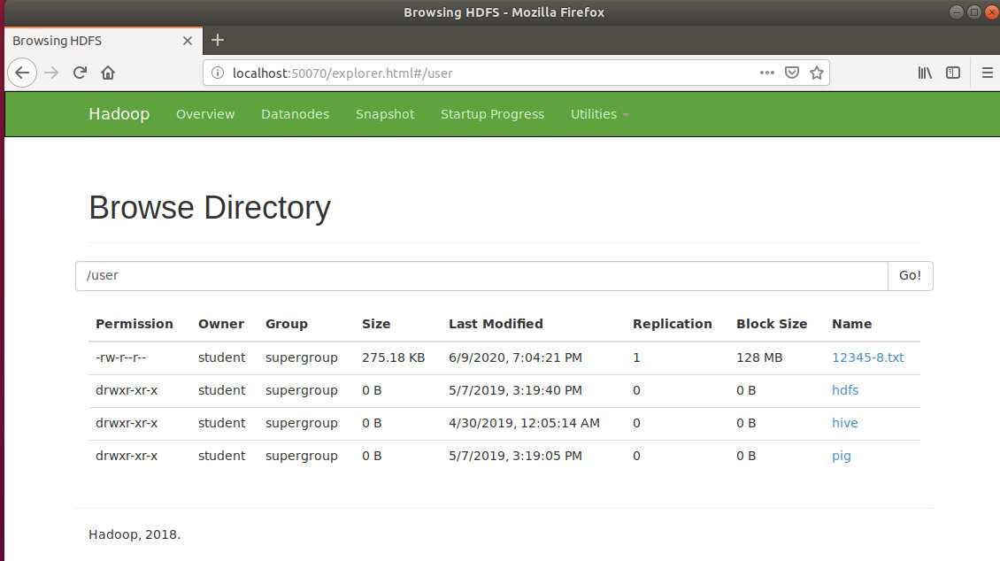 Browsing HDFS - Mozilla Firefox
Browsing HDFS
localhost:50070/explorer.html#/user
Hadoop Overview Datanodes Snapshot Startup Progress Utilities
Browse Directory
/user Go!
Permission Owner Group Size Last Modified Replication Block Size Name
-rw-r--r-- student supergroup 275.18 KB 6/9/2020, 7:04:21 PM 1 128 MB 12345-8.txt
drwxr-xr-x student supergroup 0 B 5/7/2019, 3:19:40 PM 0 0 B hdfs
drwxr-xr-x student supergroup 0 B 4/30/2019, 12:05:14 AM 0 0 B hive
drwxr-xr-x student supergroup 0 B 5/7/2019, 3:19:05 PM 0 0 B pig
Hadoop, 2018.